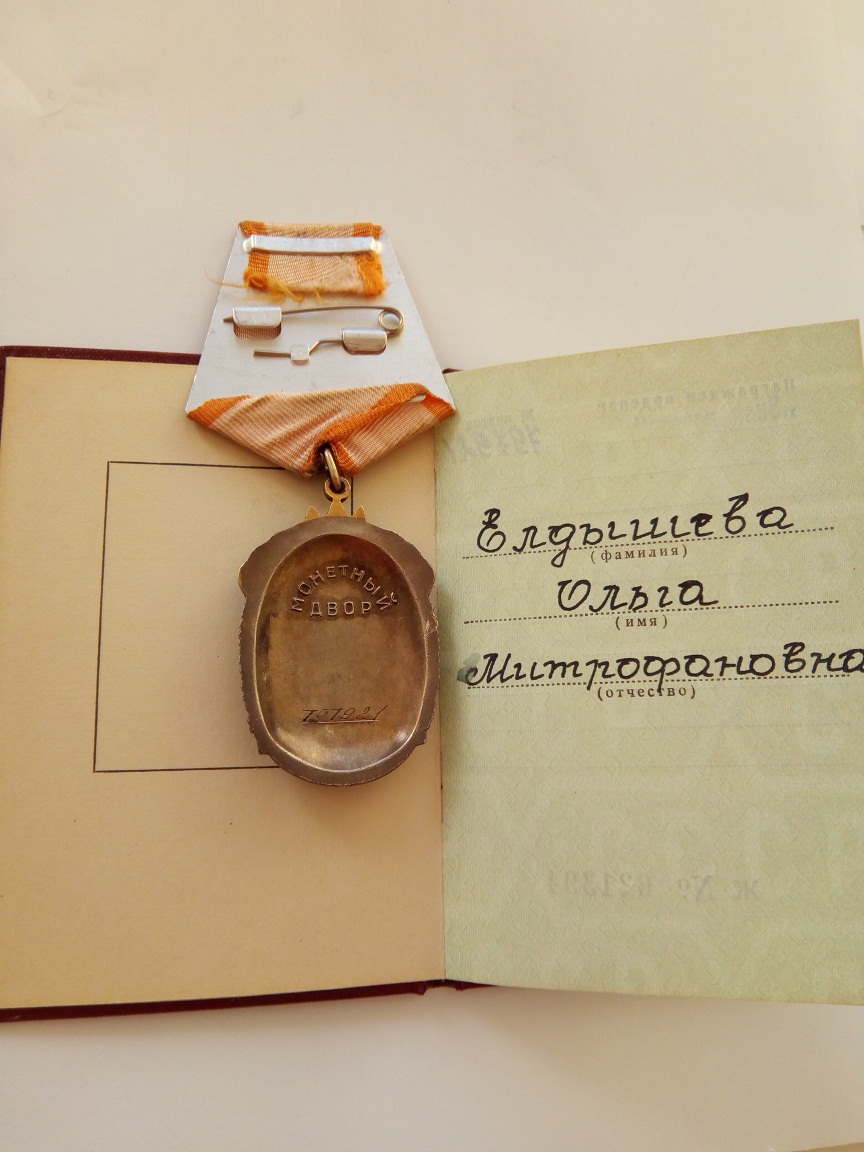 МОНЕТНЫЙ
ДВОР
Елдышева
(фамилия)
Ольга
(имя)
Митрофановна
(отчество)